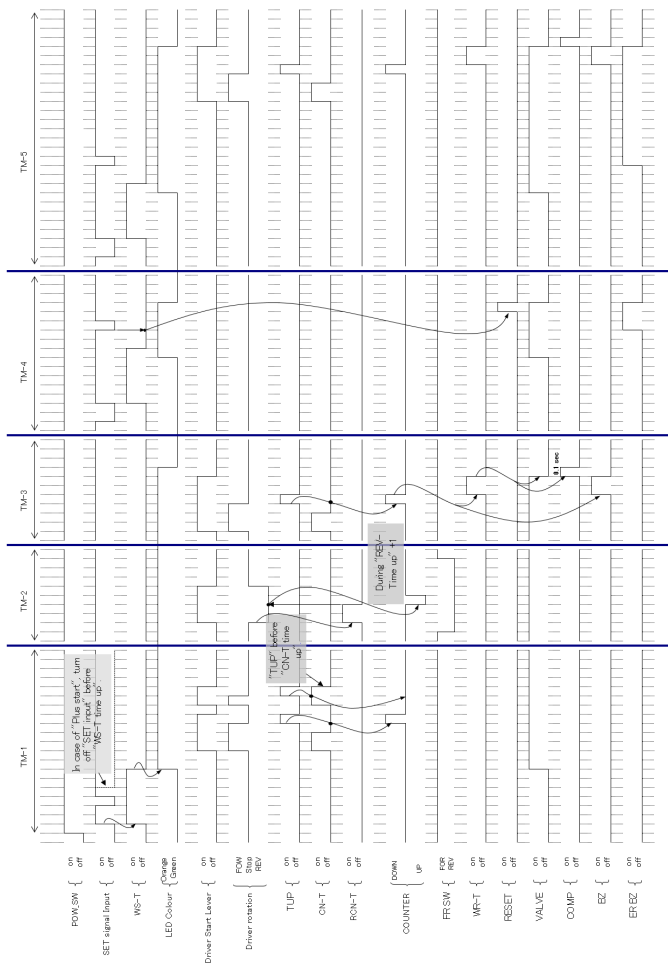 TM-1
TM-2
TM-3
TM-4
TM-5
POW_SW { on
off
SET signal Input { on
off
WS-T { on
off
LED Colour { Orange
Green
Driver Start Lever { on
off
Driver rotation { FOW
Stop
REV
TUP { on
off
CN-T { on
off
RCN-T { on
off
COUNTER { DOWN
UP
FR SW { FOR
REV
WR-T { on
off
RESET { on
off
VALVE { on
off
COMP { on
off
BZ { on
off
ER BZ { on
off
In case of "Plus start", turn
off "SET input" before
"WS-T time up".
"TUP" before
"CN-T time
up"
During "REV-
Time up" +1
0.1 sec